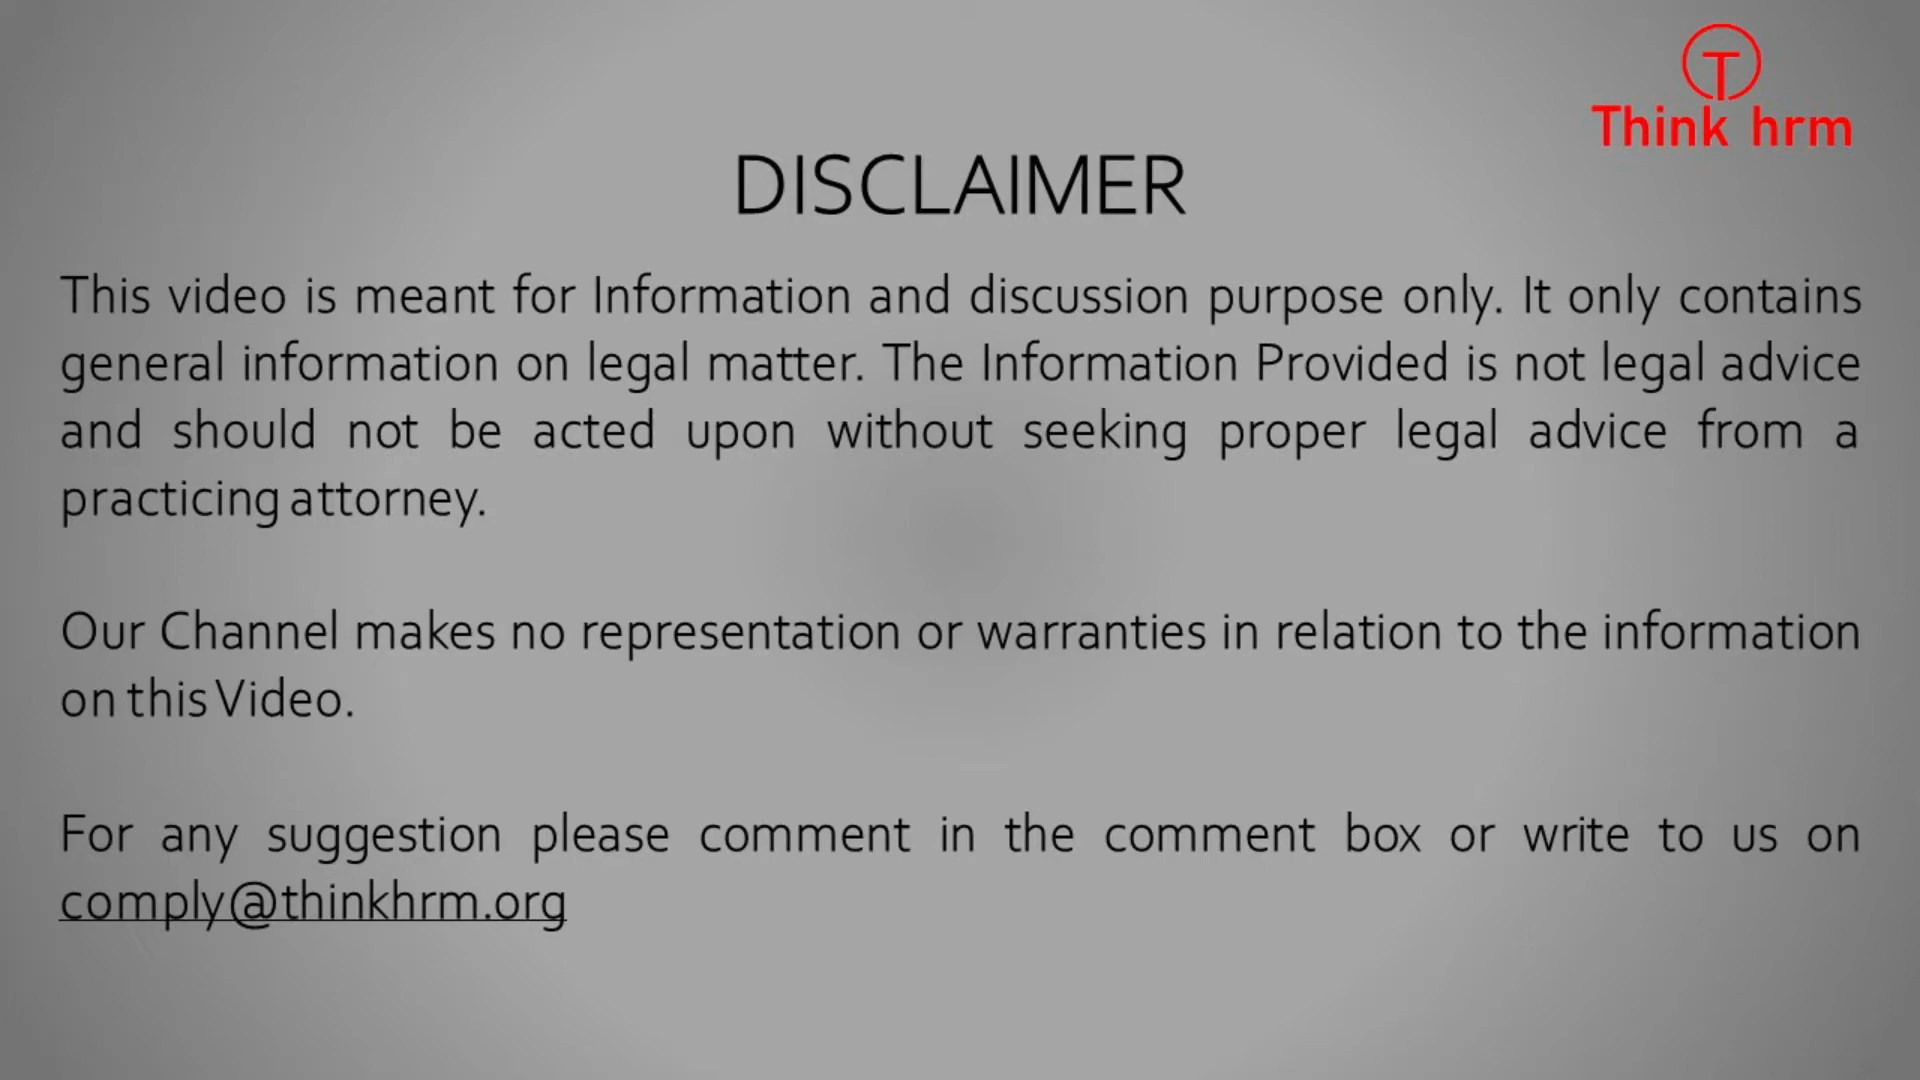 T
Think hrm
DISCLAIMER
This video is meant for Information and discussion purpose only. It only contains
general information on legal matter. The Information Provided is not legal advice
and should not be acted upon without seeking proper legal advice from a
practicing attorney.
Our Channel makes no representation or warranties in relation to the information
on this Video.
For any suggestion please comment in the comment box or write to us on
comply@thinkhrm.org